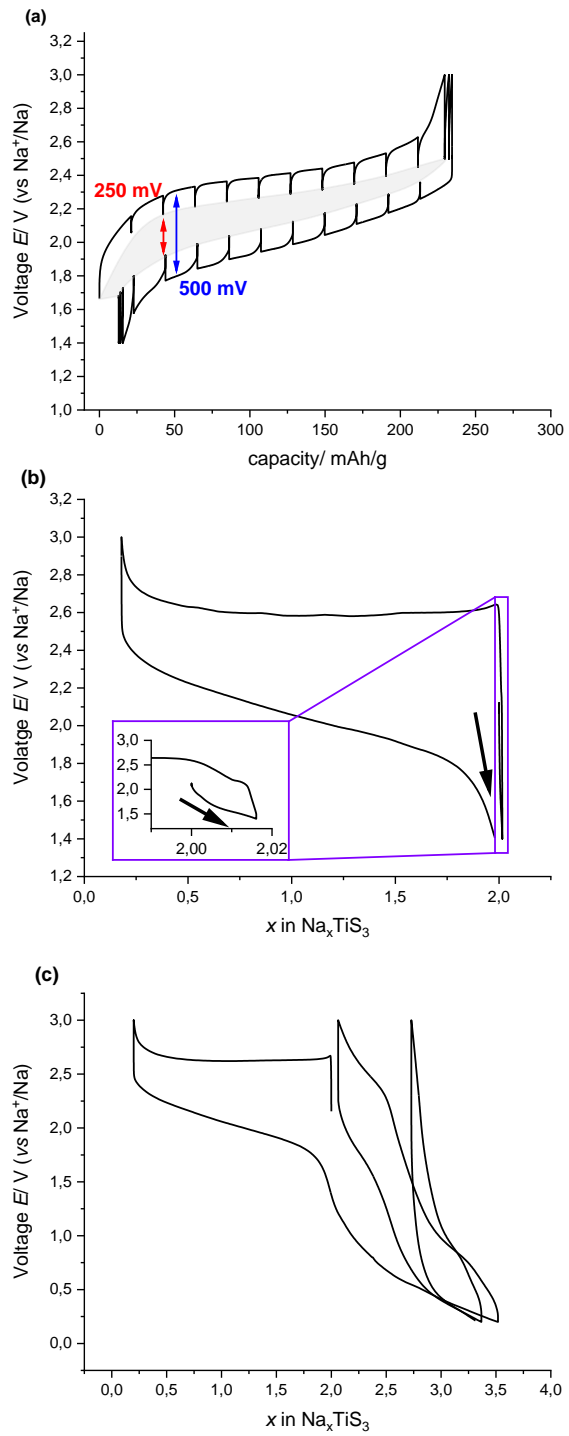 (a)
3,2
3,0
2,8
2,6
2,4
2,2
2,0
1,8
1,6
1,4
1,2
1,0
Voltage E/ V (vs Na⁺/Na)
250 mV
500 mV
0 50 100 150 200 250 300
capacity/ mAh/g
(b)
3,2
3,0
2,8
2,6
2,4
2,2
2,0
1,8
1,6
1,4
1,2
Volatge E/ V (vs Na⁺/Na)
3,0
2,5
2,0
1,5
2,00 2,02
0,0 0,5 1,0 1,5 2,0
x in NaₓTiS₃
(c)
3,0
2,5
2,0
1,5
1,0
0,5
0,0
Voltage E/ V (vs Na⁺/Na)
0,0 0,5 1,0 1,5 2,0 2,5 3,0 3,5 4,0
x in NaₓTiS₃